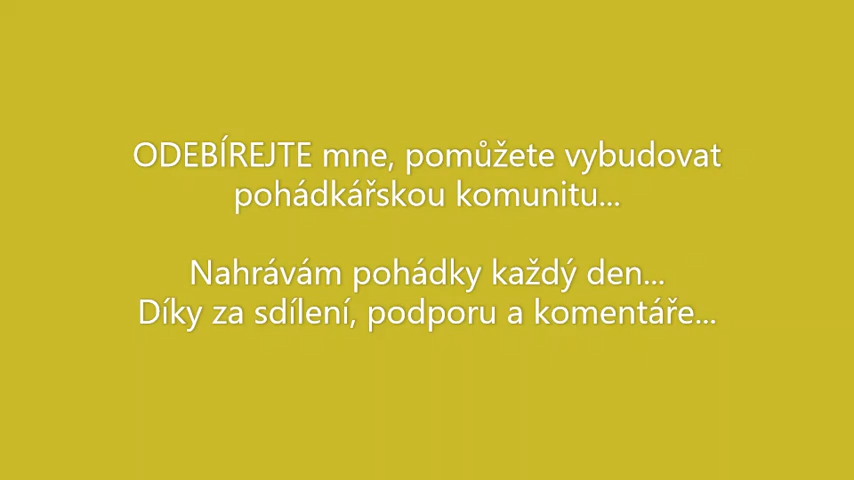 ODEBÍREJTE mne, pomůžete vybudovat
pohádkářskou komunitu...
Nahrávám pohádky každý den...
Díky za sdílení, podporu a komentáře...